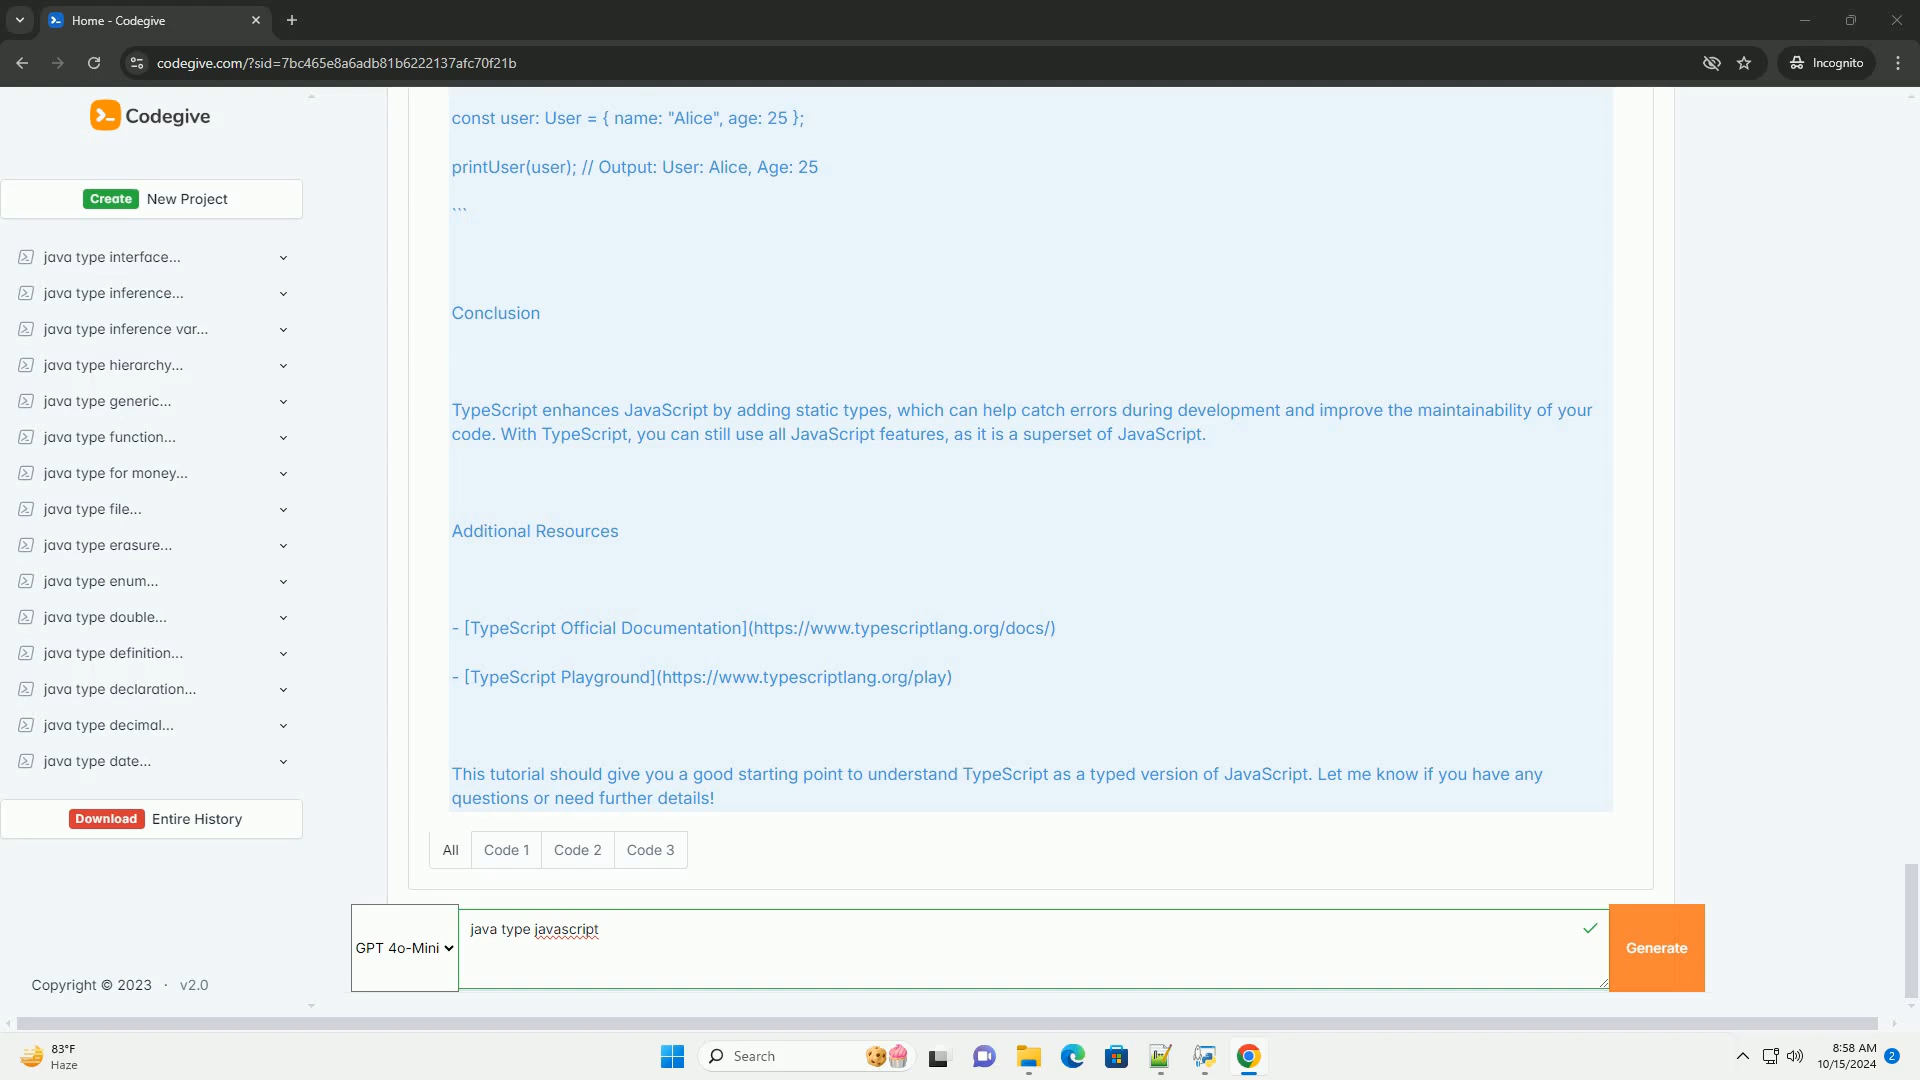 Home - Codegive
codegive.com/?sid=7bc465e8a6adb81b6222137afc70f21b
Incognito
Codegive
Create New Project
java type interface...
java type inference...
java type inference var...
java type hierarchy...
java type generic...
java type function...
java type for money...
java type file...
java type erasure...
java type enum...
java type double...
java type definition...
java type declaration...
java type decimal...
java type date...
Download Entire History
Copyright © 2023 · v2.0
const user: User = { name: "Alice", age: 25 };
printUser(user); // Output: User: Alice, Age: 25
```
Conclusion
TypeScript enhances JavaScript by adding static types, which can help catch errors during development and improve the maintainability of your
code. With TypeScript, you can still use all JavaScript features, as it is a superset of JavaScript.
Additional Resources
- [TypeScript Official Documentation](https://www.typescriptlang.org/docs/)
- [TypeScript Playground](https://www.typescriptlang.org/play)
This tutorial should give you a good starting point to understand TypeScript as a typed version of JavaScript. Let me know if you have any
questions or need further details!
All Code 1 Code 2 Code 3
GPT 4o-Mini
java type javascript
Generate
83°F
Haze
Search
8:58 AM
10/15/2024
2